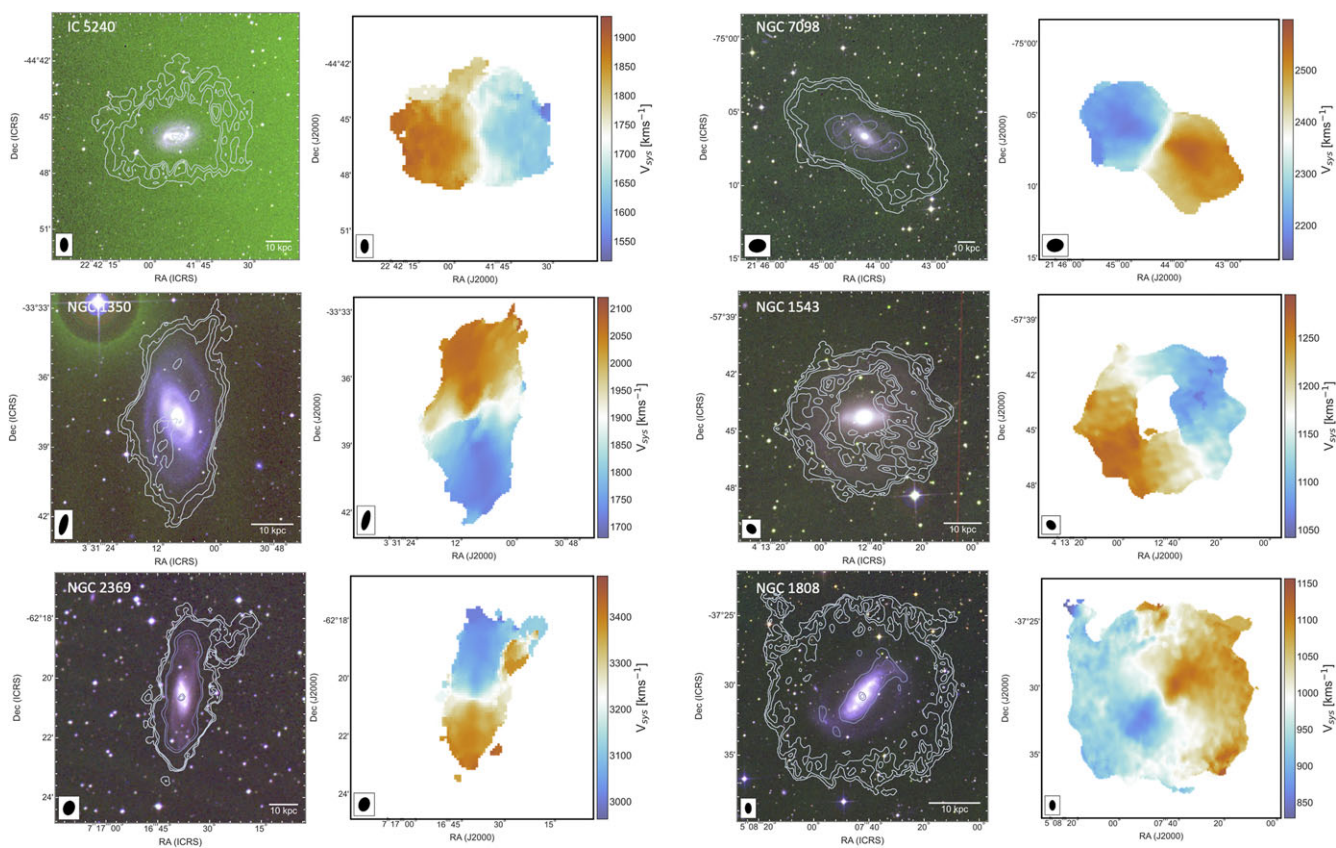 IC 5240
-44°42'
45'
48'
51'
Dec (ICRS)
22ʰ42ᵐ15ˢ 00ˢ 41ᵐ45ˢ 30ˢ
RA (ICRS)
10 kpc
-44°42'
45'
48'
51'
Dec (J2000)
22ʰ42ᵐ15ˢ 00ˢ 41ᵐ45ˢ 30ˢ
RA (J2000)
1900
1850
1800
1750
1700
1650
1600
1550
V_sys [kms⁻¹]
NGC 7098
-75°00'
05'
10'
15'
Dec (ICRS)
21ʰ46ᵐ00ˢ 45ᵐ00ˢ 44ᵐ00ˢ 43ᵐ00ˢ
RA (ICRS)
10 kpc
-75°00'
05'
10'
15'
Dec (J2000)
21ʰ46ᵐ00ˢ 45ᵐ00ˢ 44ᵐ00ˢ 43ᵐ00ˢ
RA (J2000)
2500
2400
2300
2200
V_sys [kms⁻¹]
NGC 1350
-33°33'
36'
39'
42'
Dec (ICRS)
3ʰ31ᵐ24ˢ 12ˢ 00ˢ 30ᵐ48ˢ
RA (ICRS)
10 kpc
-33°33'
36'
39'
42'
Dec (J2000)
3ʰ31ᵐ24ˢ 12ˢ 00ˢ 30ᵐ48ˢ
RA (J2000)
2100
2050
2000
1950
1900
1850
1800
1750
1700
V_sys [kms⁻¹]
NGC 1543
-57°39'
42'
45'
48'
Dec (ICRS)
4ʰ13ᵐ20ˢ 00ˢ 12ᵐ40ˢ 20ˢ 00ˢ
RA (ICRS)
10 kpc
-57°39'
42'
45'
48'
Dec (J2000)
4ʰ13ᵐ20ˢ 00ˢ 12ᵐ40ˢ 20ˢ 00ˢ
RA (J2000)
1250
1200
1150
1100
1050
V_sys [kms⁻¹]
NGC 2369
-62°18'
20'
22'
24'
Dec (ICRS)
7ʰ17ᵐ00ˢ 16ᵐ45ˢ 30ˢ 15ˢ
RA (ICRS)
10 kpc
-62°18'
20'
22'
24'
Dec (J2000)
7ʰ17ᵐ00ˢ 16ᵐ45ˢ 30ˢ 15ˢ
RA (J2000)
3400
3300
3200
3100
3000
V_sys [kms⁻¹]
NGC 1808
-37°25'
30'
35'
Dec (ICRS)
5ʰ08ᵐ20ˢ 00ˢ 07ᵐ40ˢ 20ˢ 00ˢ
RA (ICRS)
10 kpc
-37°25'
30'
35'
Dec (J2000)
5ʰ08ᵐ20ˢ 00ˢ 07ᵐ40ˢ 20ˢ 00ˢ
RA (J2000)
1150
1100
1050
1000
950
900
850
V_sys [kms⁻¹]